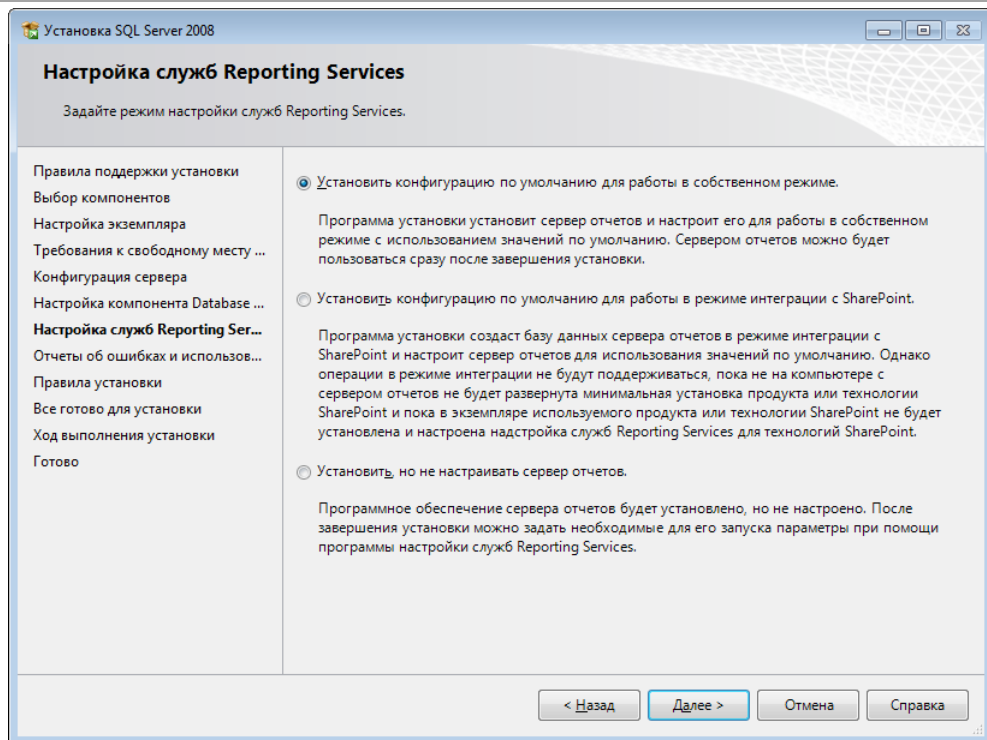 Установка SQL Server 2008
Настройка служб Reporting Services
Задайте режим настройки служб Reporting Services.
Правила поддержки установки
Выбор компонентов
Настройка экземпляра
Требования к свободному месту ...
Конфигурация сервера
Настройка компонента Database ...
Настройка служб Reporting Ser...
Отчеты об ошибках и использов...
Правила установки
Все готово для установки
Ход выполнения установки
Готово
Установить конфигурацию по умолчанию для работы в собственном режиме.
Программа установки установит сервер отчетов и настроит его для работы в собственном
режиме с использованием значений по умолчанию. Сервером отчетов можно будет
пользоваться сразу после завершения установки.
Установить конфигурацию по умолчанию для работы в режиме интеграции с SharePoint.
Программа установки создаст базу данных сервера отчетов в режиме интеграции с
SharePoint и настроит сервер отчетов для использования значений по умолчанию. Однако
операции в режиме интеграции не будут поддерживаться, пока не на компьютере с
сервером отчетов не будет развернута минимальная установка продукта или технологии
SharePoint и пока в экземпляре используемого продукта или технологии SharePoint не будет
установлена и настроена надстройка служб Reporting Services для технологий SharePoint.
Установить, но не настраивать сервер отчетов.
Программное обеспечение сервера отчетов будет установлено, но не настроено. После
завершения установки можно задать необходимые для его запуска параметры при помощи
программы настройки служб Reporting Services.
< Назад
Далее >
Отмена
Справка